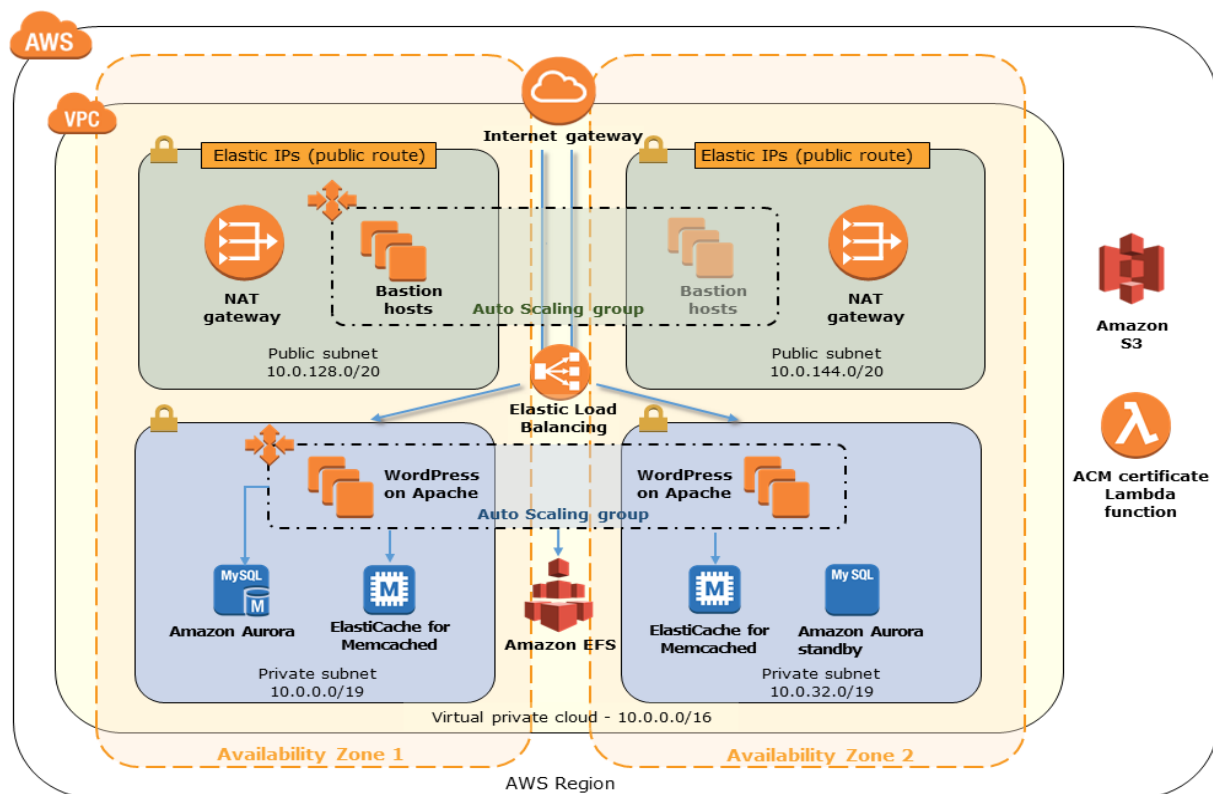 AWS
VPC
Internet gateway
Elastic IPs (public route)
Elastic IPs (public route)
NAT
gateway
Bastion
hosts
Auto Scaling group
Bastion
hosts
NAT
gateway
Public subnet
10.0.128.0/20
Public subnet
10.0.144.0/20
Elastic Load
Balancing
WordPress
on Apache
Auto Scaling group
WordPress
on Apache
MySQL
M
Amazon Aurora
M
ElastiCache for
Memcached
Amazon EFS
M
ElastiCache for
Memcached
MySQL
Amazon Aurora
standby
Private subnet
10.0.0.0/19
Private subnet
10.0.32.0/19
Virtual private cloud - 10.0.0.0/16
Availability Zone 1
Availability Zone 2
AWS Region
Amazon
S3
λ
ACM certificate
Lambda
function